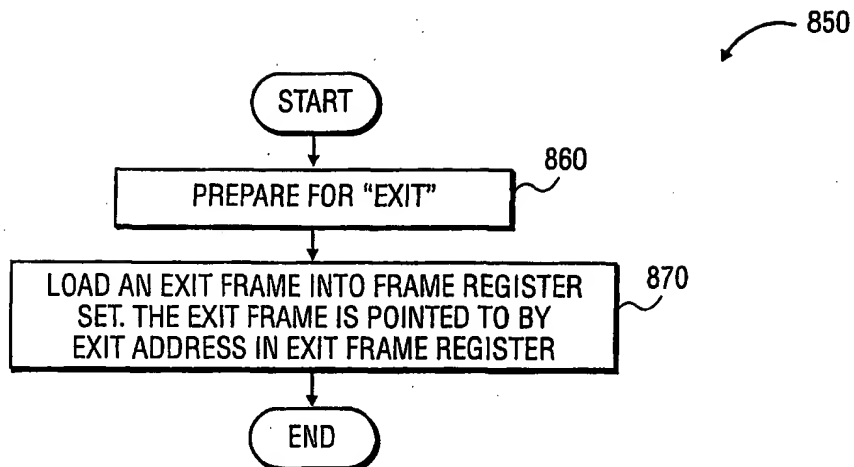 850
START
860
PREPARE FOR “EXIT”
870
LOAD AN EXIT FRAME INTO FRAME REGISTER
SET. THE EXIT FRAME IS POINTED TO BY
EXIT ADDRESS IN EXIT FRAME REGISTER
END